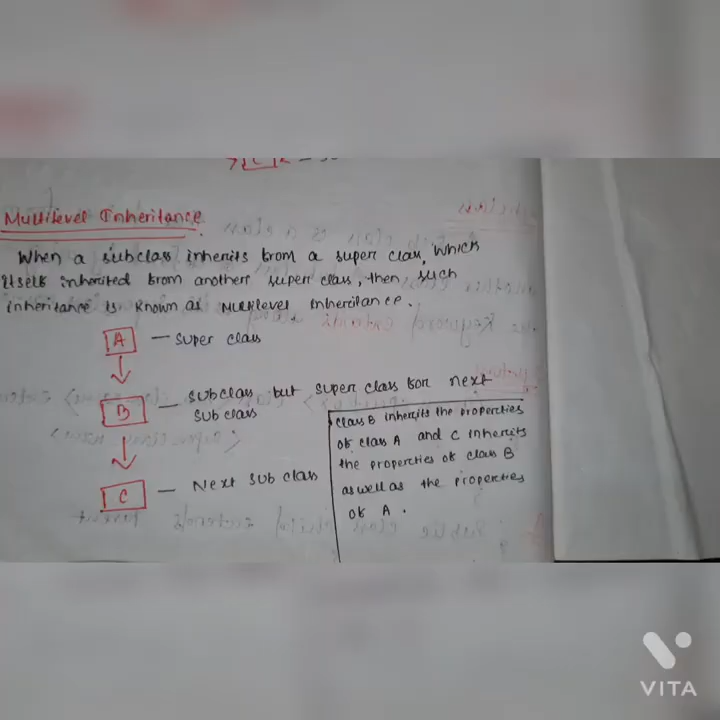 Multilevel Inheritance
When a subclass inherits from a super class, which
itself inherited from another super class, then, such
inheritance is known as Multilevel inheritance.
A — super class
B — subclass but super class for next
sub class
C — Next sub class
class B inherits the properties
of class A and C inherits
the properties of class B
as well as the properties
of A.
VITA